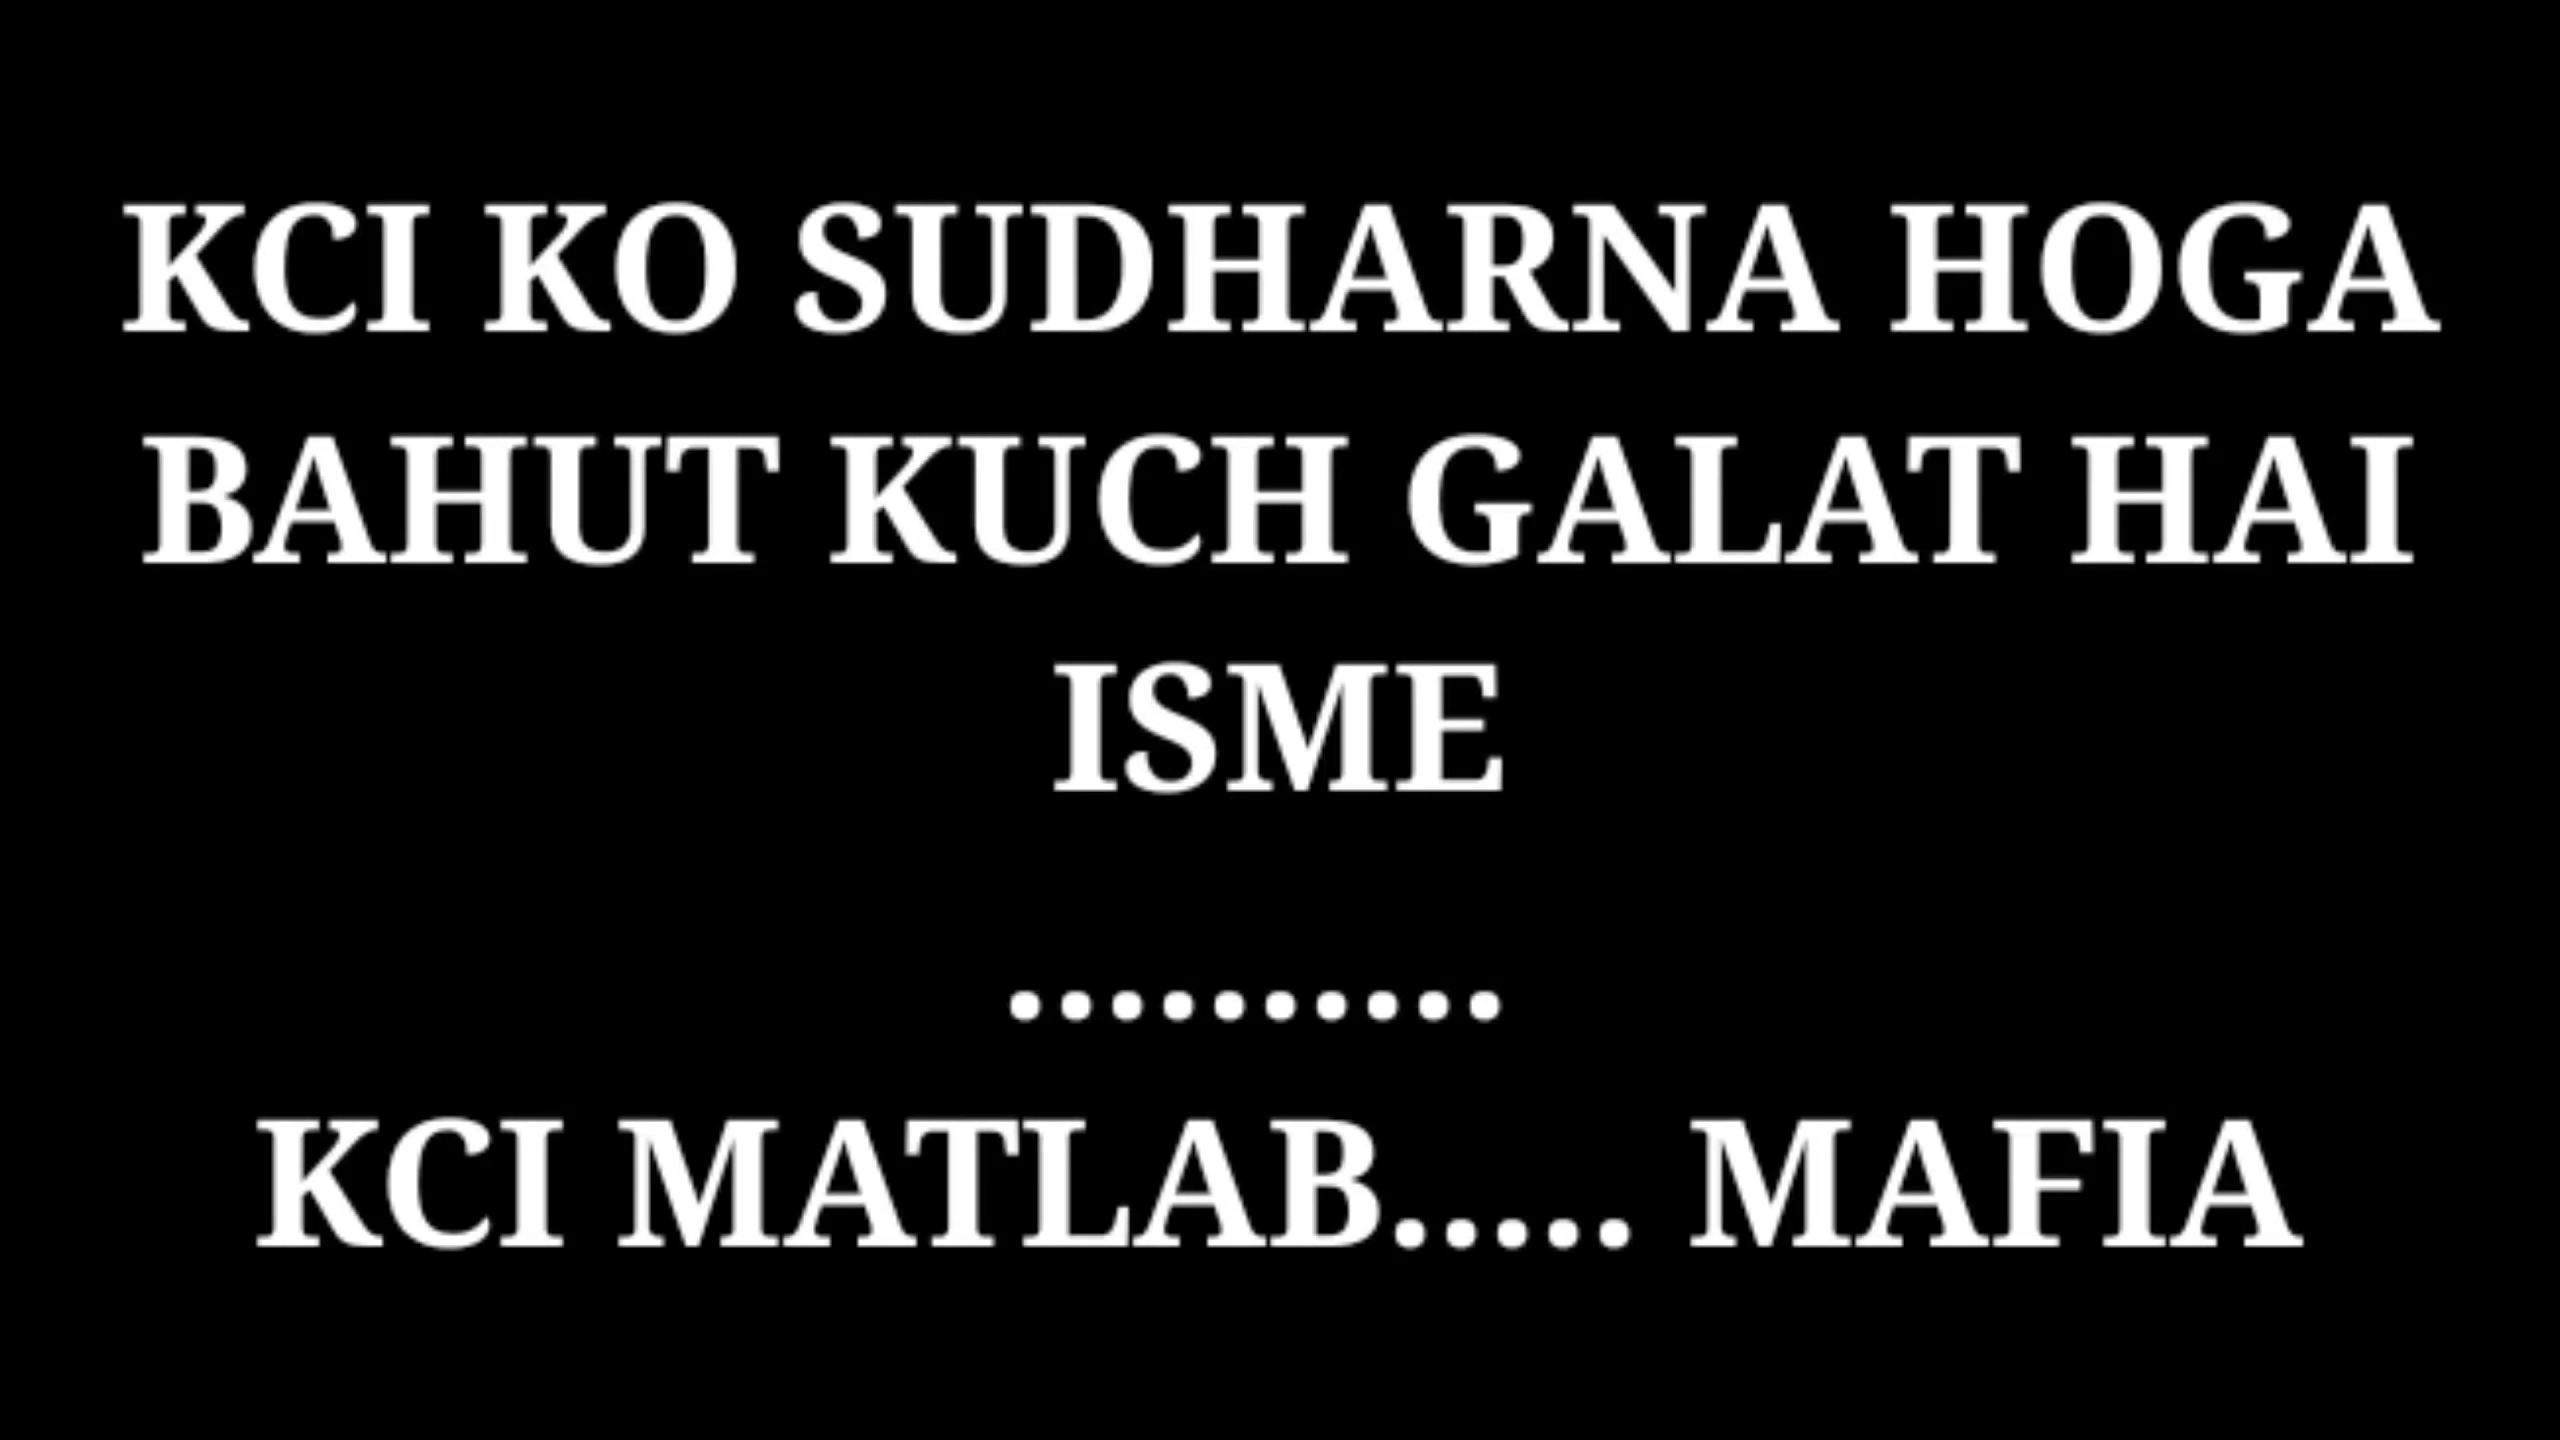 KCI KO SUDHARNA HOGA
BAHUT KUCH GALAT HAI
ISME
..........
KCI MATLAB..... MAFIA